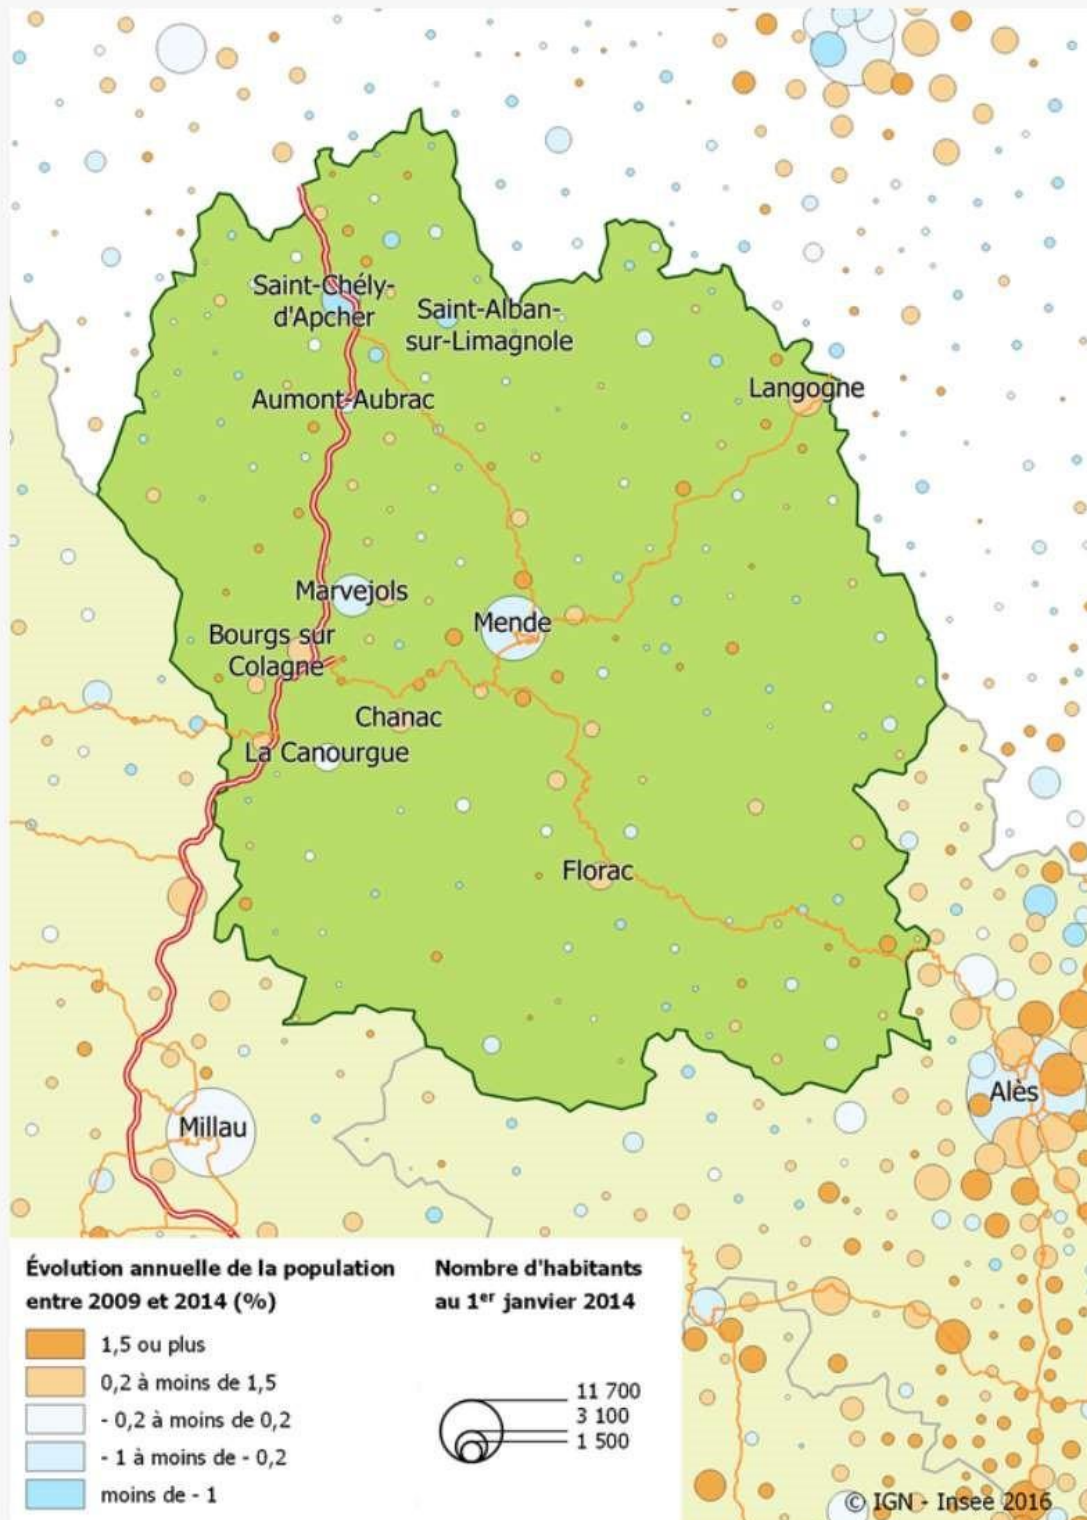 Saint-Chély-
d'Apcher
Saint-Alban-
sur-Limagnole
Langogne
Aumont-Aubrac
Marvejols
Mende
Bourgs sur
Colagne
Chanac
La Canourgue
Florac
Alès
Millau
Évolution annuelle de la population
entre 2009 et 2014 (%)
1,5 ou plus
0,2 à moins de 1,5
- 0,2 à moins de 0,2
- 1 à moins de - 0,2
moins de - 1
Nombre d'habitants
au 1er janvier 2014
11 700
3 100
1 500
© IGN - Insee 2016